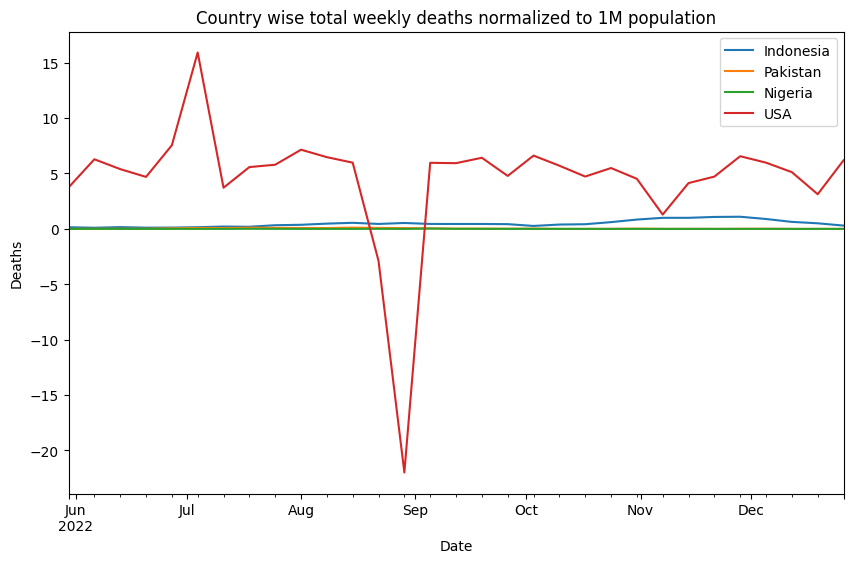 Country wise total weekly deaths normalized to 1M population
Indonesia
Pakistan
Nigeria
USA
Deaths
15
10
5
0
−5
−10
−15
−20
Jun
2022
Jul
Aug
Sep
Oct
Nov
Dec
Date